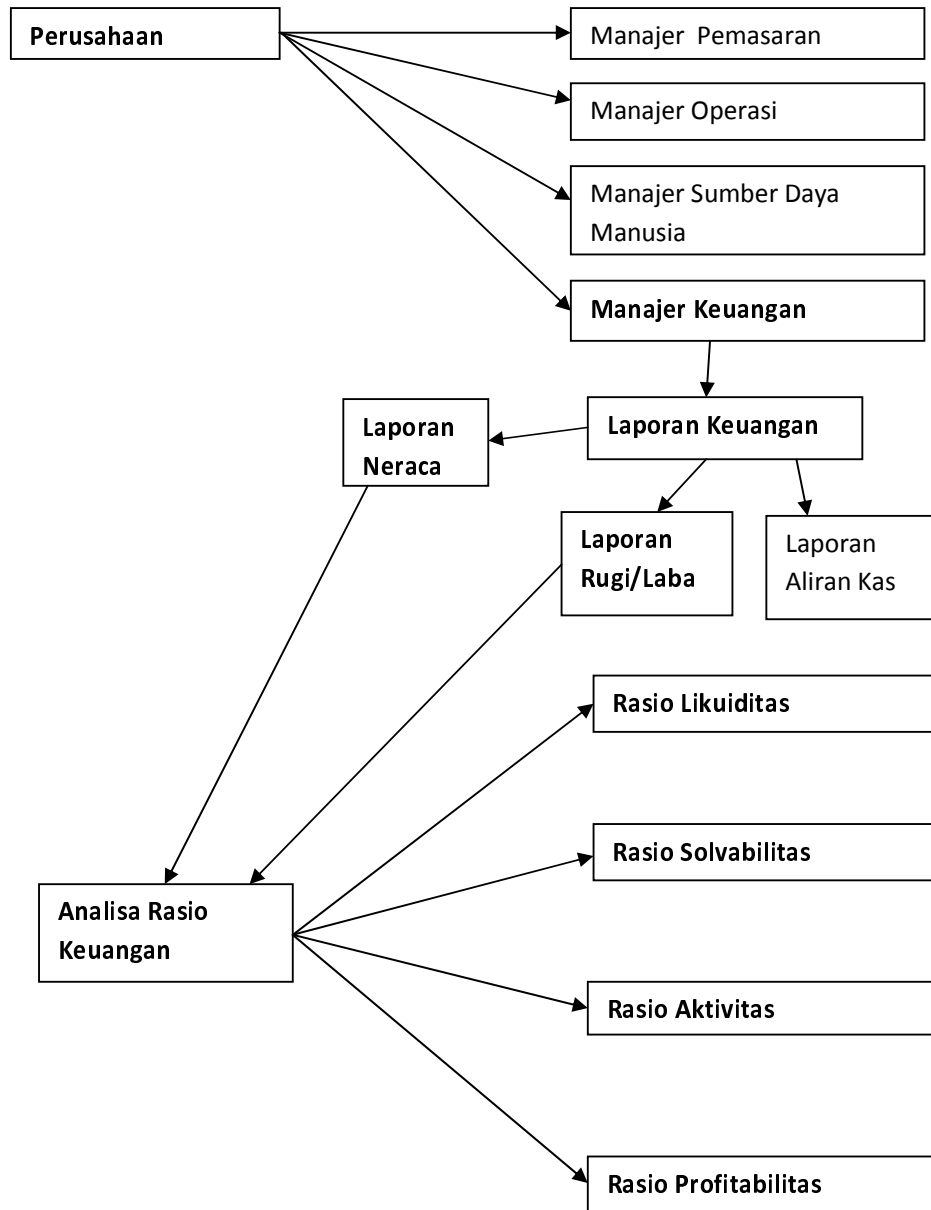 Perusahaan
Manajer  Pemasaran
Manajer Operasi
Manajer Sumber Daya
Manusia
Manajer Keuangan
Laporan Keuangan
Laporan
Neraca
Laporan
Rugi/Laba
Laporan
Aliran Kas
Rasio Likuiditas
Rasio Solvabilitas
Analisa Rasio
Keuangan
Rasio Aktivitas
Rasio Profitabilitas